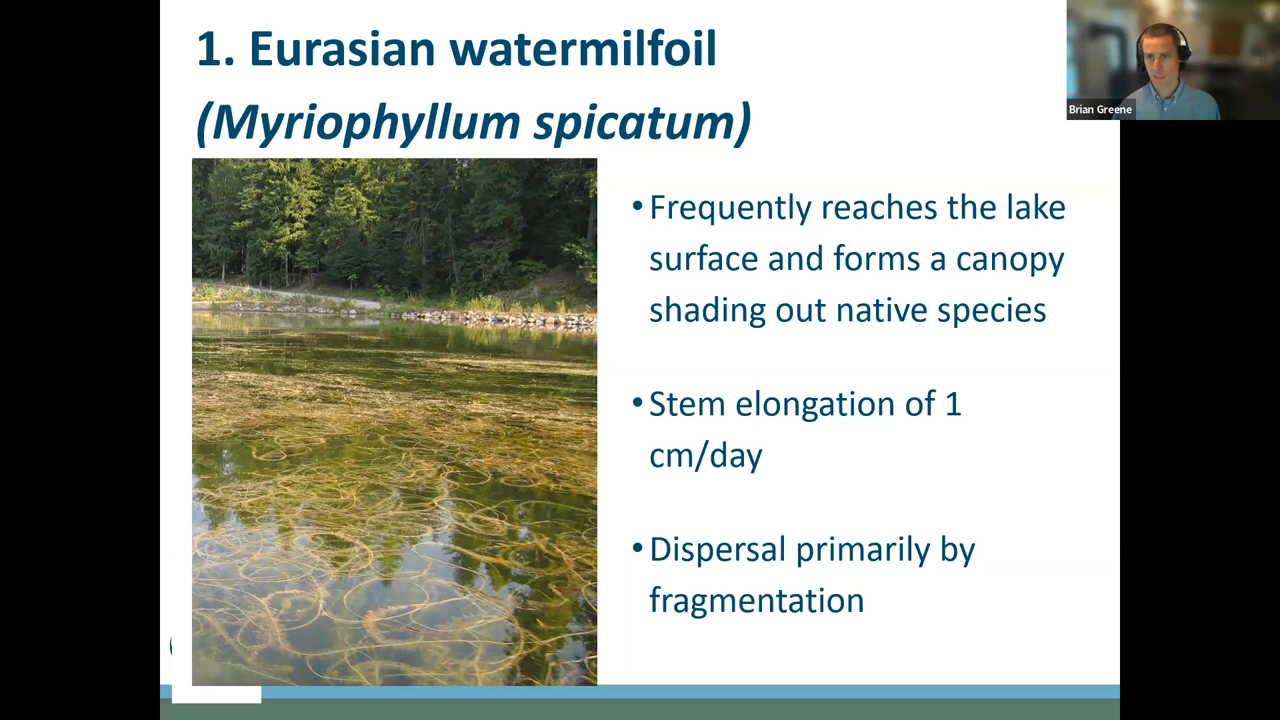 1. Eurasian watermilfoil
(Myriophyllum spicatum)
Brian Greene
•Frequently reaches the lake
surface and forms a canopy
shading out native species
•Stem elongation of 1
cm/day
•Dispersal primarily by
fragmentation